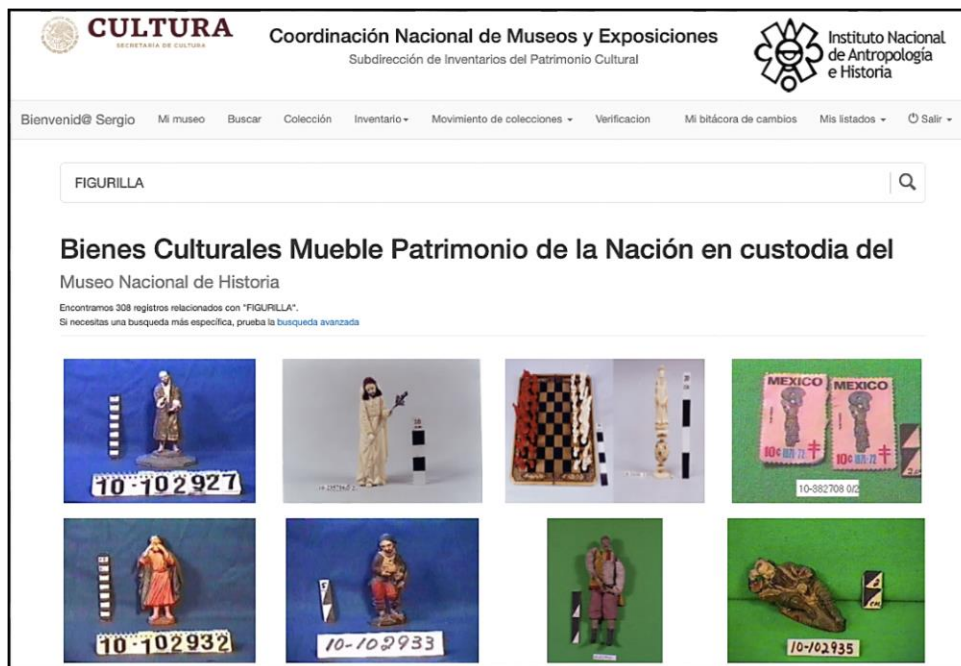 CULTURA
SECRETARÍA DE CULTURA
Coordinación Nacional de Museos y Exposiciones
Subdirección de Inventarios del Patrimonio Cultural
Instituto Nacional
de Antropología
e Historia
Bienvenid@ Sergio Mi museo Buscar Colección Inventario Movimiento de colecciones Verificacion Mi bitácora de cambios Mis listados Salir
FIGURILLA
Bienes Culturales Mueble Patrimonio de la Nación en custodia del
Museo Nacional de Historia
Encontramos 308 registros relacionados con "FIGURILLA".
Si necesitas una busqueda más específica, prueba la busqueda avanzada
10-102927
MEXICO MEXICO
10c 1971-72 10c 1971-72
10-382708 0/2
10-102932
10-102933
10-102935